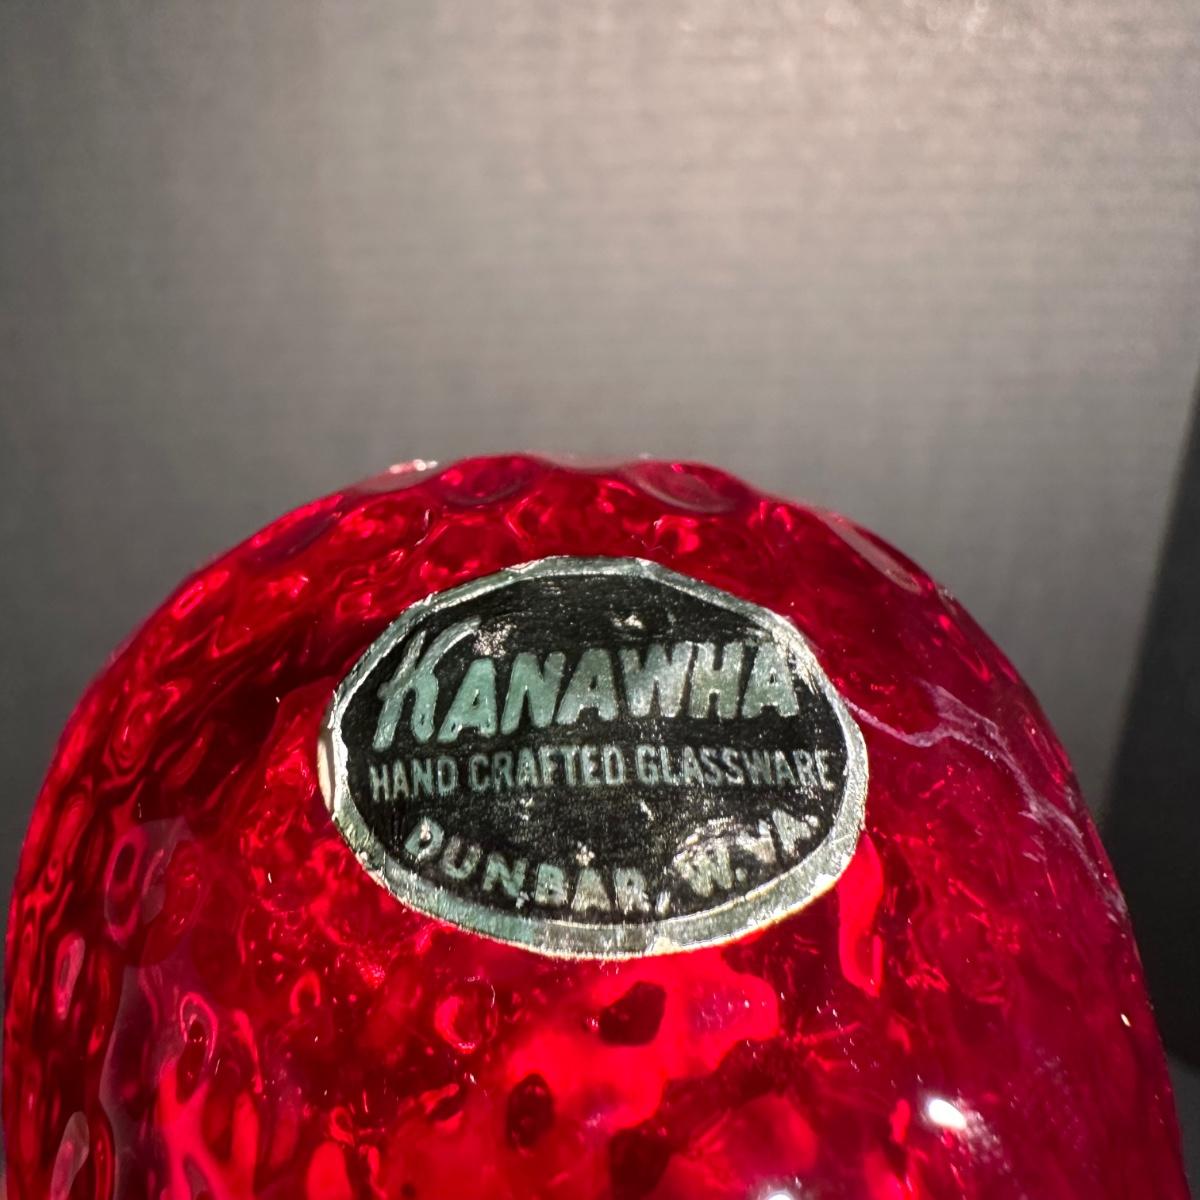 KANAWHA
HAND CRAFTED GLASSWARE
DUNBAR, W. VA.